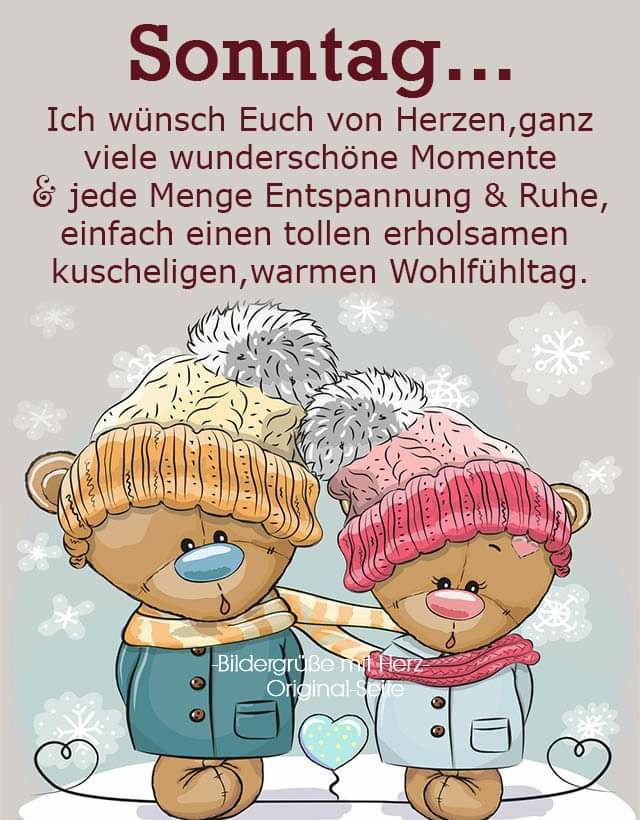 Sonntag...
Ich wünsch Euch von Herzen,ganz
viele wunderschöne Momente
& jede Menge Entspannung & Ruhe,
einfach einen tollen erholsamen
kuscheligen,warmen Wohlfühltag.
-Bildergrüße mit Herz-
Original-Seite